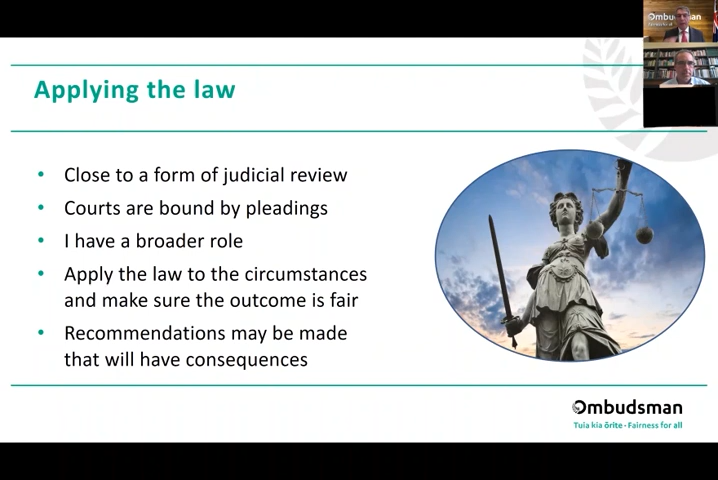 Ombudsman
Applying the law
• Close to a form of judicial review
• Courts are bound by pleadings
• I have a broader role
• Apply the law to the circumstances
and make sure the outcome is fair
• Recommendations may be made
that will have consequences
Ombudsman
Tuia kia ōrite · Fairness for all